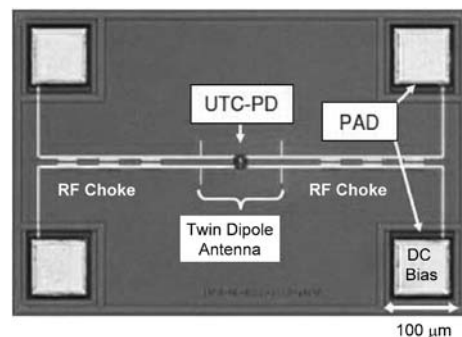 UTC-PD
PAD
RF Choke
RF Choke
Twin Dipole
Antenna
DC
Bias
100 μm